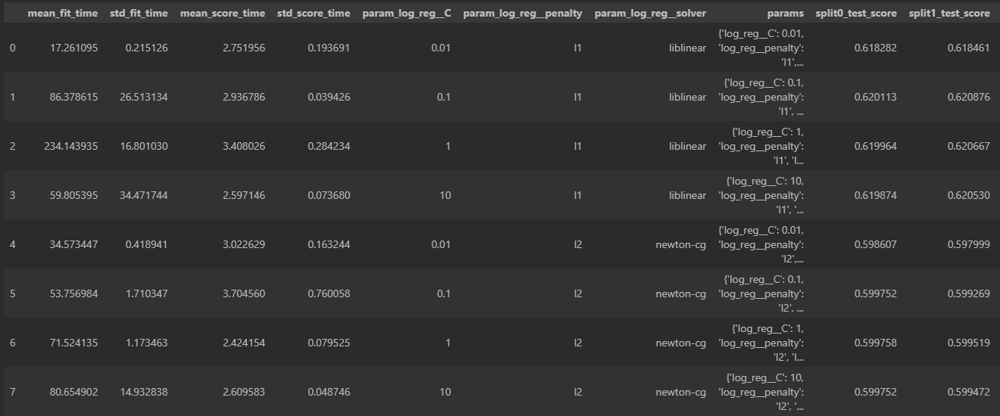 mean_fit_time std_fit_time mean_score_time std_score_time param_log_reg__C param_log_reg__penalty param_log_reg__solver params split0_test_score split1_test_score
{'log_reg__C': 0.01,
0 17.261095 0.215126 2.751956 0.193691 0.01 l1 liblinear 'log_reg__penalty': 0.618282 0.618461
'l1',...
{'log_reg__C': 0.1,
1 86.378615 26.513134 2.936786 0.039426 0.1 l1 liblinear 'log_reg__penalty': 0.620113 0.620876
'l1', ...
{'log_reg__C': 1,
2 234.143935 16.801030 3.408026 0.284234 1 l1 liblinear 'log_reg__penalty': 0.619964 0.620667
'l1', 'l...
{'log_reg__C': 10,
3 59.805395 34.471744 2.597146 0.073680 10 l1 liblinear 'log_reg__penalty': 0.619874 0.620530
'l1', '...
{'log_reg__C': 0.01,
4 34.573447 0.418941 3.022629 0.163244 0.01 l2 newton-cg 'log_reg__penalty': 0.598607 0.597999
'l2',...
{'log_reg__C': 0.1,
5 53.756984 1.710347 3.704560 0.760058 0.1 l2 newton-cg 'log_reg__penalty': 0.599752 0.599269
'l2', ...
{'log_reg__C': 1,
6 71.524135 1.173463 2.424154 0.079525 1 l2 newton-cg 'log_reg__penalty': 0.599758 0.599519
'l2', 'l...
{'log_reg__C': 10,
7 80.654902 14.932838 2.609583 0.048746 10 l2 newton-cg 'log_reg__penalty': 0.599752 0.599472
'l2', '...